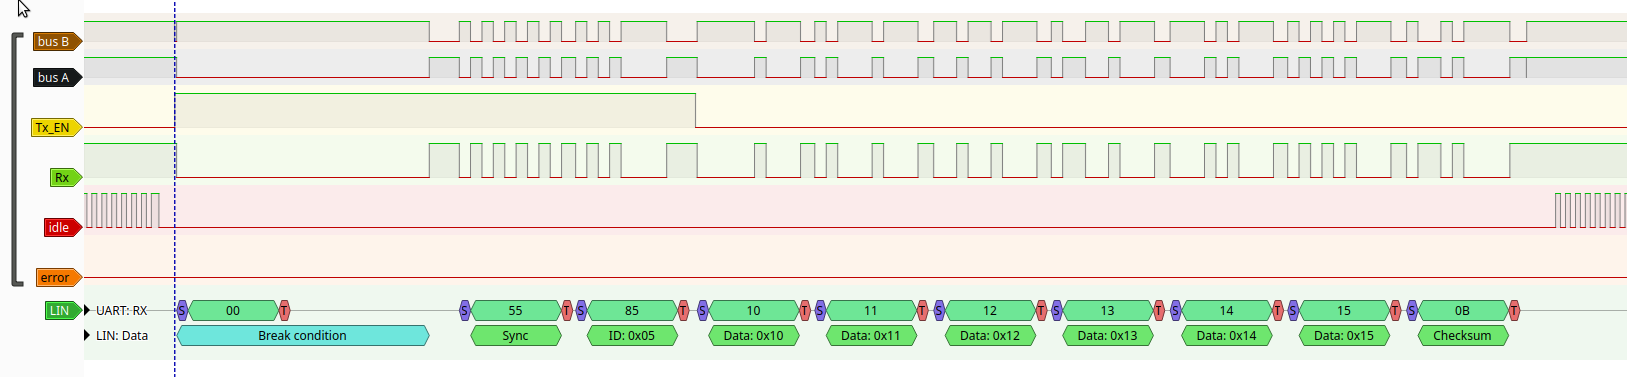 bus B
bus A
Tx_EN
Rx
idle
error
LIN UART: RX S 00 T S 55 T S 85 T S 10 T S 11 T S 12 T S 13 T S 14 T S 15 T S 0B T
LIN: Data Break condition Sync ID: 0x05 Data: 0x10 Data: 0x11 Data: 0x12 Data: 0x13 Data: 0x14 Data: 0x15 Checksum